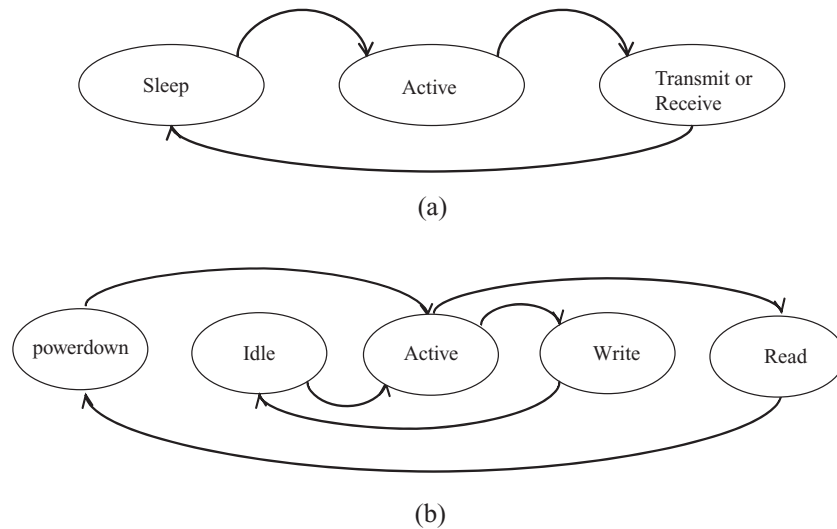 Sleep
Active
Transmit or
Receive
(a)
powerdown
Idle
Active
Write
Read
(b)